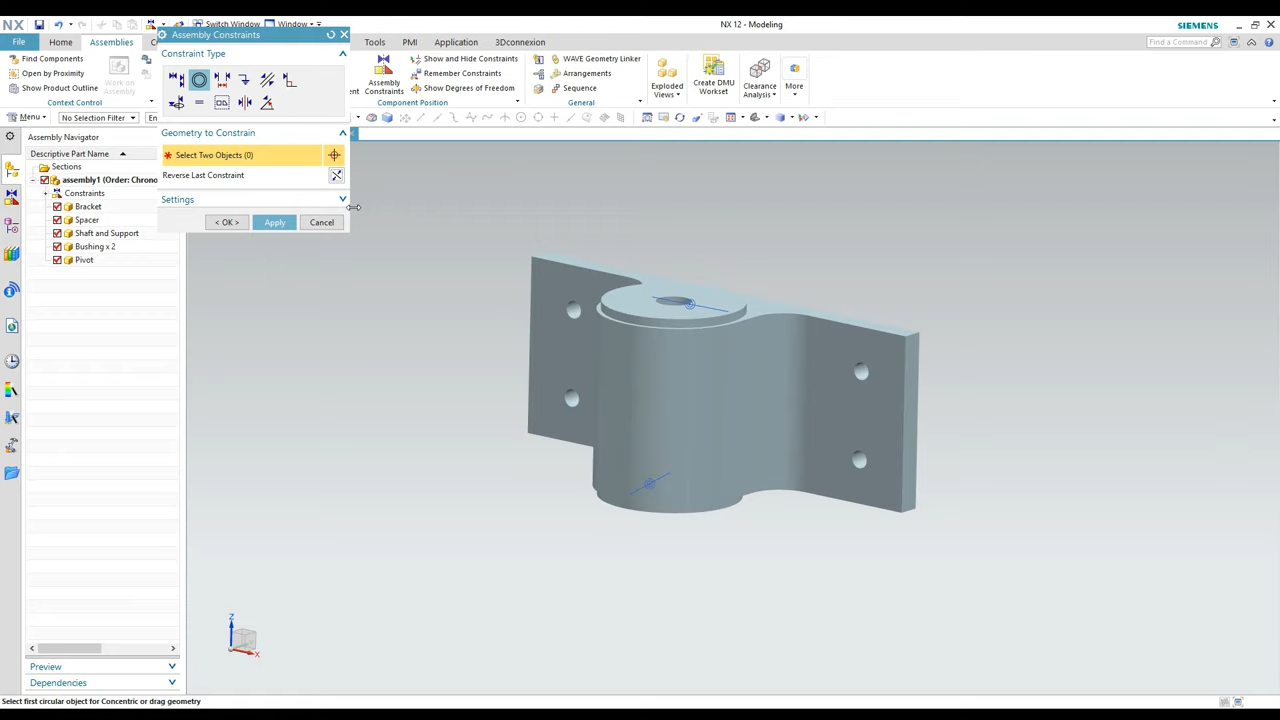 NX
Switch Window
Window
NX 12 - Modeling
SIEMENS
Assembly Constraints
File
Home
Assemblies
Tools
PMI
Application
3Dconnexion
Find a Command
Find Components
Open by Proximity
Show Product Outline
Context Control
Work on
Assembly
Constraint Type
Assembly
Constraints
Show and Hide Constraints
Remember Constraints
Show Degrees of Freedom
Component Position
WAVE Geometry Linker
Arrangements
Sequence
General
Exploded
Views
Create DMU
Workset
Clearance
Analysis
More
Menu
No Selection Filter
Assembly Navigator
Descriptive Part Name
Sections
assembly1 (Order: Chrono
Constraints
Bracket
Spacer
Shaft and Support
Bushing x 2
Pivot
Geometry to Constrain
Select Two Objects (0)
Reverse Last Constraint
Settings
< OK >
Apply
Cancel
Z
X
Preview
Dependencies
Select first circular object for Concentric or drag geometry